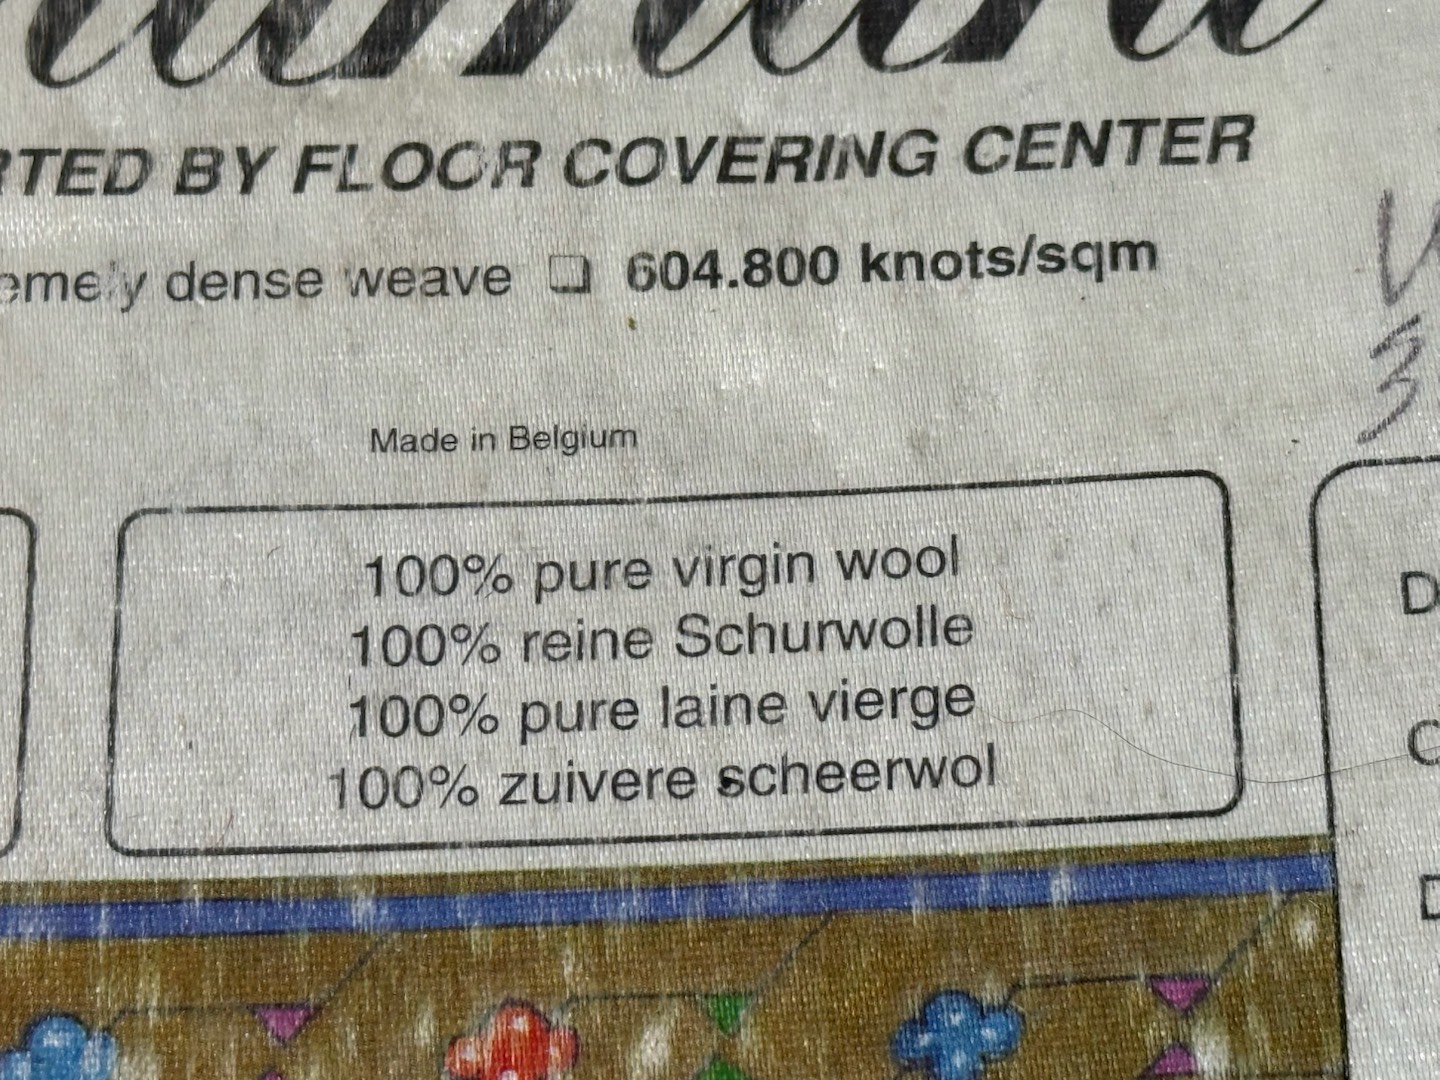 RTED BY FLOOR COVERING CENTER
emely dense weave ❏ 604.800 knots/sqm
Made in Belgium
100% pure virgin wool
100% reine Schurwolle
100% pure laine vierge
100% zuivere scheerwol